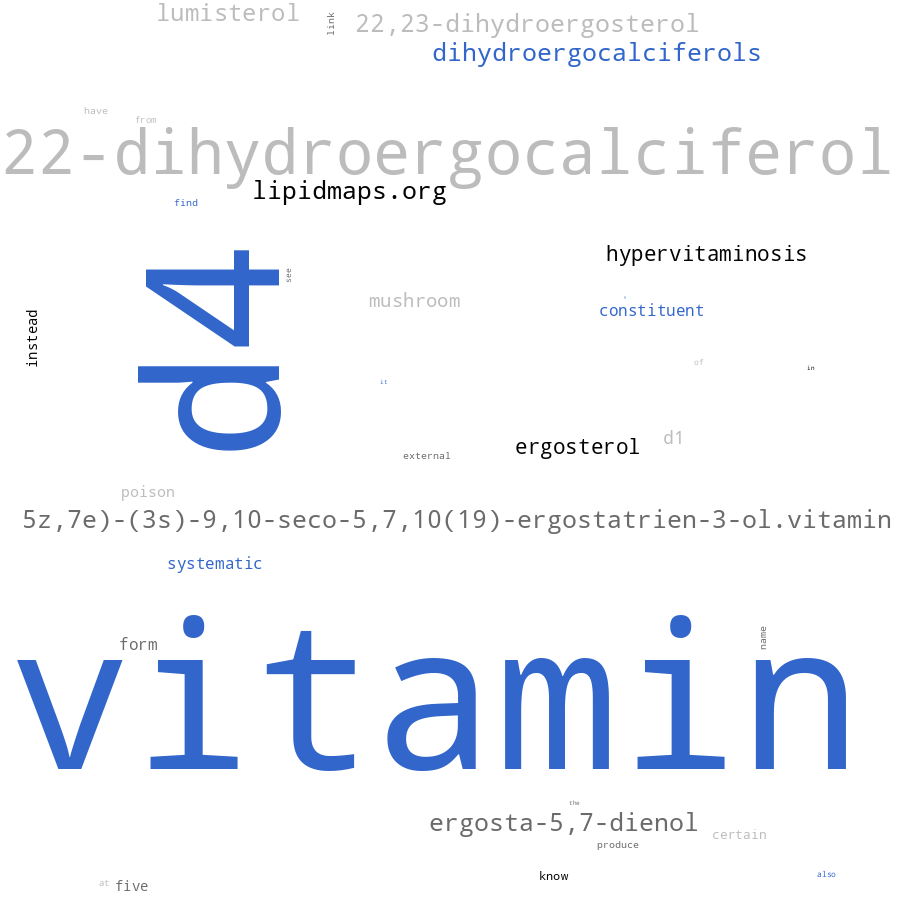 lumisterol
link
22,23-dihydroergosterol
dihydroergocalciferols
have
from
22-dihydroergocalciferol
lipidmaps.org
find
hypervitaminosis
d4
see
mushroom
.
constituent
instead
of
in
it
d1
ergosterol
external
poison
5z,7e)-(3s)-9,10-seco-5,7,10(19)-ergostatrien-3-ol.vitamin
systematic
form
name
vitamin
the
ergosta-5,7-dienol
certain
produce
know
also
at
five